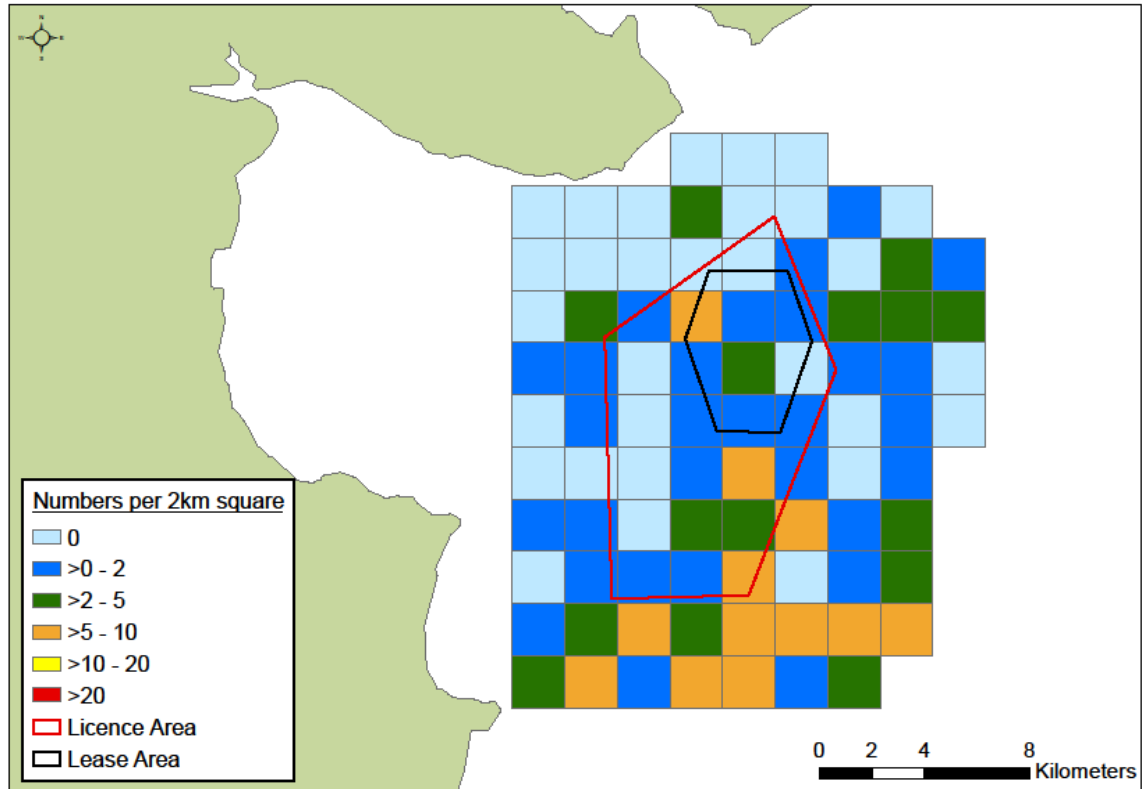 N
W E
S
Numbers per 2km square
0
>0 - 2
>2 - 5
>5 - 10
>10 - 20
>20
Licence Area
Lease Area
0 2 4 8
Kilometers